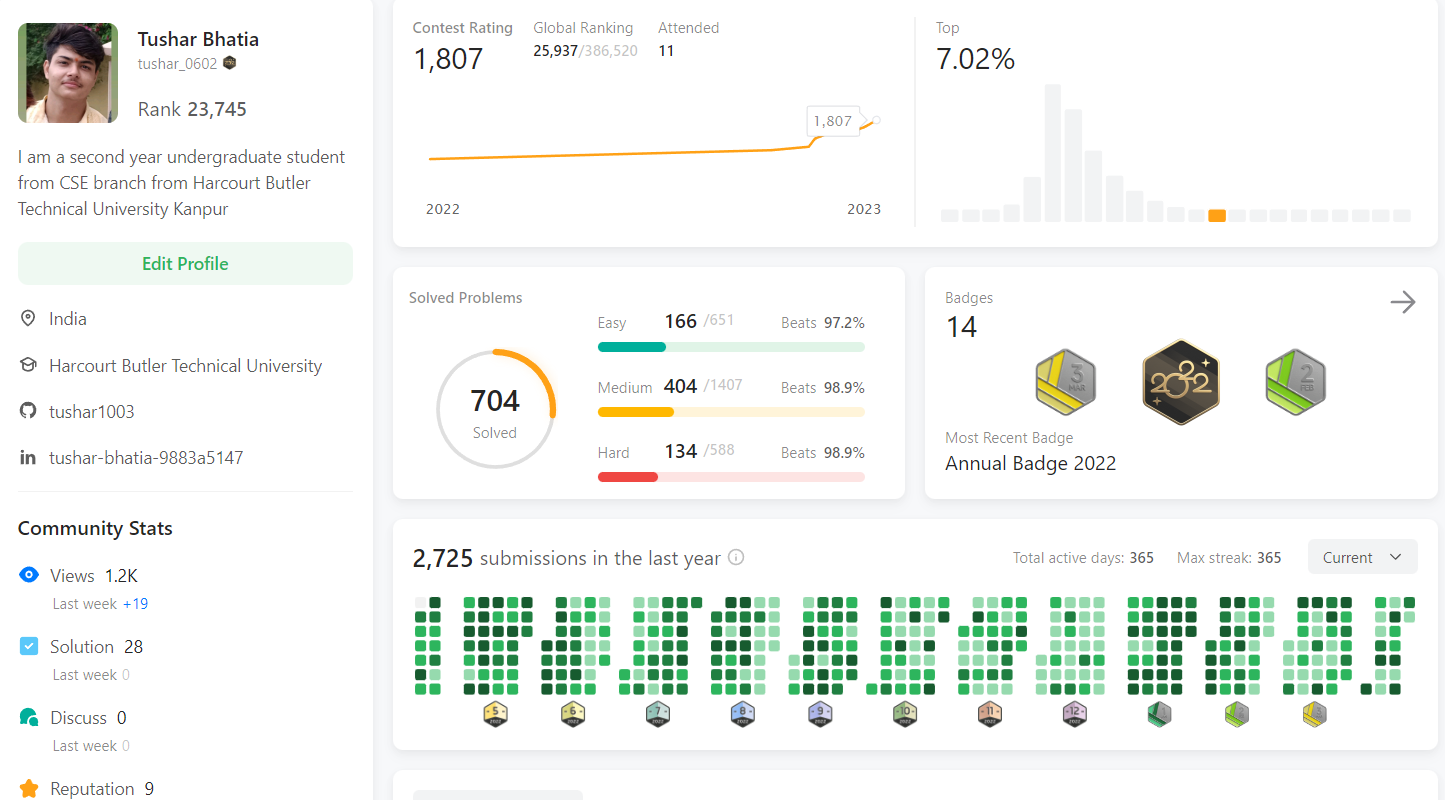 Tushar Bhatia
tushar_0602
Rank 23,745
I am a second year undergraduate student
from CSE branch from Harcourt Butler
Technical University Kanpur
Edit Profile
India
Harcourt Butler Technical University
tushar1003
tushar-bhatia-9883a5147
Community Stats
Views 1.2K
Last week +19
Solution 28
Last week 0
Discuss 0
Last week 0
Reputation 9
Contest Rating
1,807
Global Ranking
25,937/386,520
Attended
11
1,807
2022
2023
Top
7.02%
Solved Problems
704
Solved
Easy 166 /651 Beats 97.2%
Medium 404 /1407 Beats 98.9%
Hard 134 /588 Beats 98.9%
Badges
14
3
MAR
2022
2
FEB
Most Recent Badge
Annual Badge 2022
2,725 submissions in the last year
Total active days: 365 Max streak: 365
Current
5 6 7 8 9 10 11 12